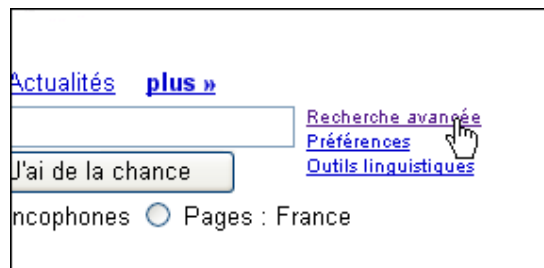 Actualités plus »
Recherche avancée
Préférences
J'ai de la chance
Outils linguistiques
ncophones Pages : France